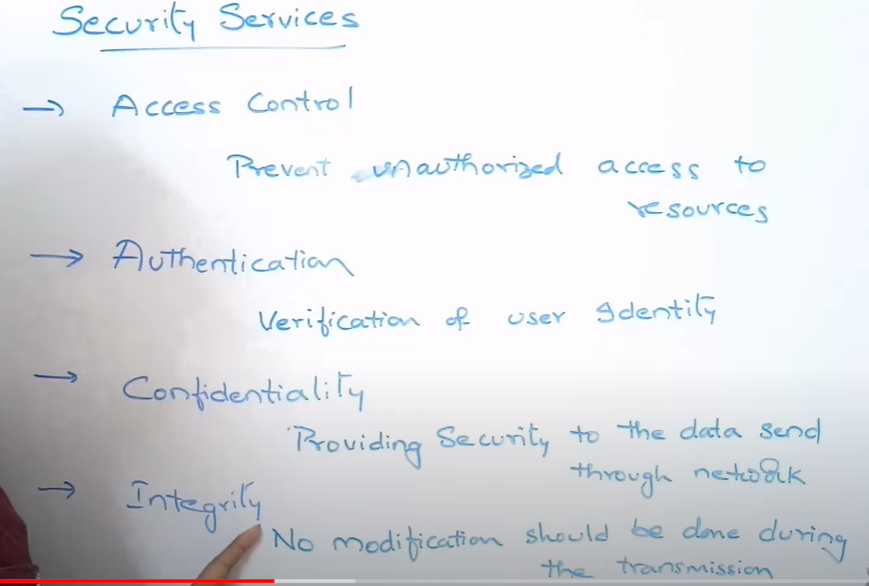 Security Services
→ Access Control
Prevent unauthorized access to
resources
→ Authentication
Verification of user Identity
→ Confidentiality
Providing Security to the data send
through network
→ Integrity
No modification should be done during
the transmission